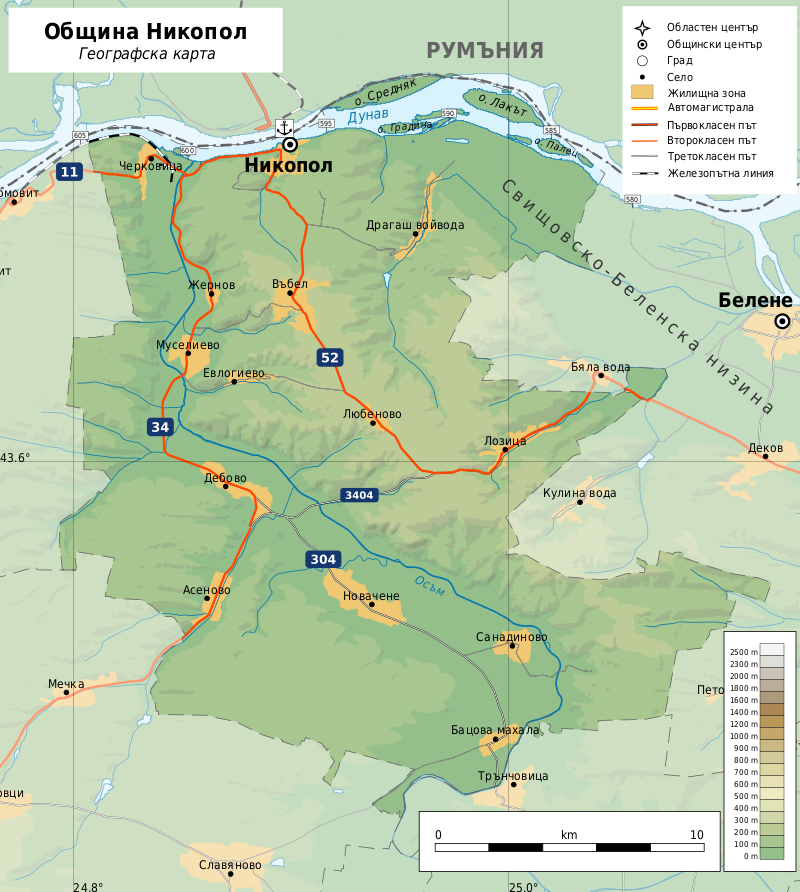 Община Никопол
Географска карта
РУМЪНИЯ
Областен център
Общински център
Град
Село
Жилищна зона
Автомагистрала
Първокласен път
Второкласен път
Третокласен път
Железопътна линия
о. Средняк
Дунав
590
о. Лакът
595
о. Градина
585
605
600
о. Палец
Черковица
Никопол
11
580
Свищовско-Беленска низина
Драгаш войвода
Жернов
Въбел
Белене
Муселиево
52
Евлогиево
Бяла вода
Любеново
34
Лозица
Деков
43.6°
Дебово
3404
Кулина вода
304
Асеново
Новачене
Осъм
Санадиново
Мечка
Бацова махала
Трънчовица
Славяново
24.8°
25.0°
0 km 10
2500 m
2300 m
2000 m
1800 m
1600 m
1400 m
1200 m
1000 m
900 m
800 m
700 m
600 m
500 m
400 m
300 m
200 m
100 m
0 m